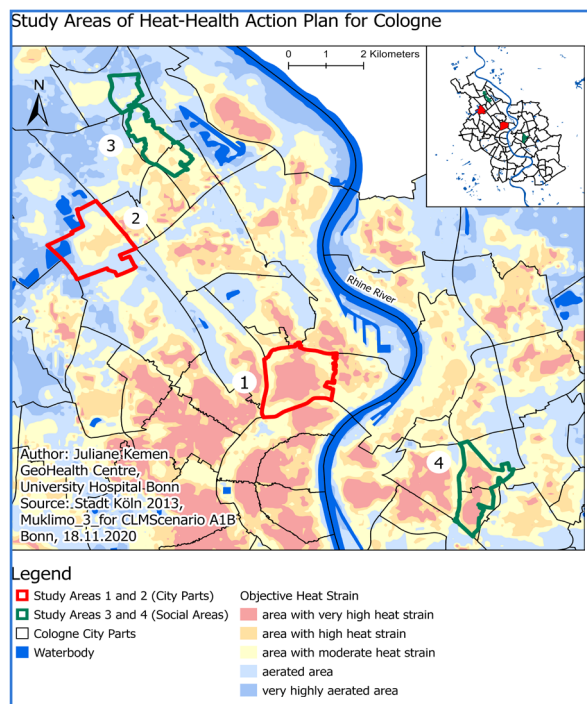 Study Areas of Heat-Health Action Plan for Cologne
0 1 2 Kilometers
N
3
2
Rhine River
1
4
Author: Juliane Kemen
GeoHealth Centre,
University Hospital Bonn
Source: Stadt Köln 2013,
Muklimo_3_for CLMScenario A1B
Bonn, 18.11.2020
Legend
Study Areas 1 and 2 (City Parts)
Study Areas 3 and 4 (Social Areas)
Cologne City Parts
Waterbody
Objective Heat Strain
area with very high heat strain
area with high heat strain
area with moderate heat strain
aerated area
very highly aerated area